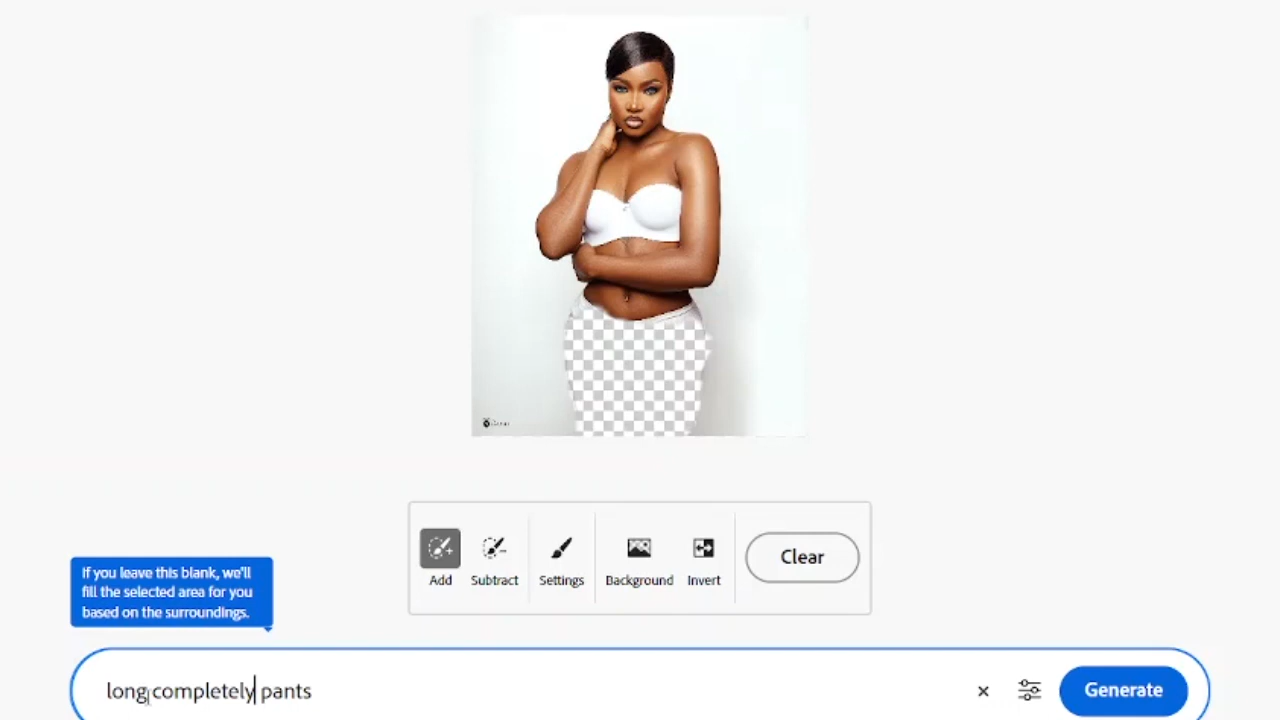 Add
Subtract
Settings
Background
Invert
Clear
If you leave this blank, we'll
fill the selected area for you
based on the surroundings.
long completely pants
Generate